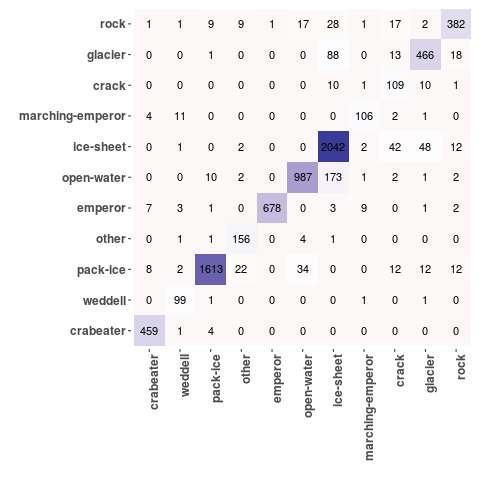 rock 1 1 9 9 1 17 28 1 17 2 382
glacier 0 0 1 0 0 0 88 0 13 466 18
crack 0 0 0 0 0 0 10 1 109 10 1
marching-emperor 4 11 0 0 0 0 0 106 2 1 0
ice-sheet 0 1 0 2 0 0 2042 2 42 48 12
open-water 0 0 10 2 0 987 173 1 2 1 2
emperor 7 3 1 0 678 0 3 9 0 1 2
other 0 1 1 156 0 4 1 0 0 0 0
pack-ice 8 2 1613 22 0 34 0 0 12 12 12
weddell 0 99 1 0 0 0 0 1 0 1 0
crabeater 459 1 4 0 0 0 0 0 0 0 0
crabeater weddell pack-ice other emperor open-water ice-sheet marching-emperor crack glacier rock